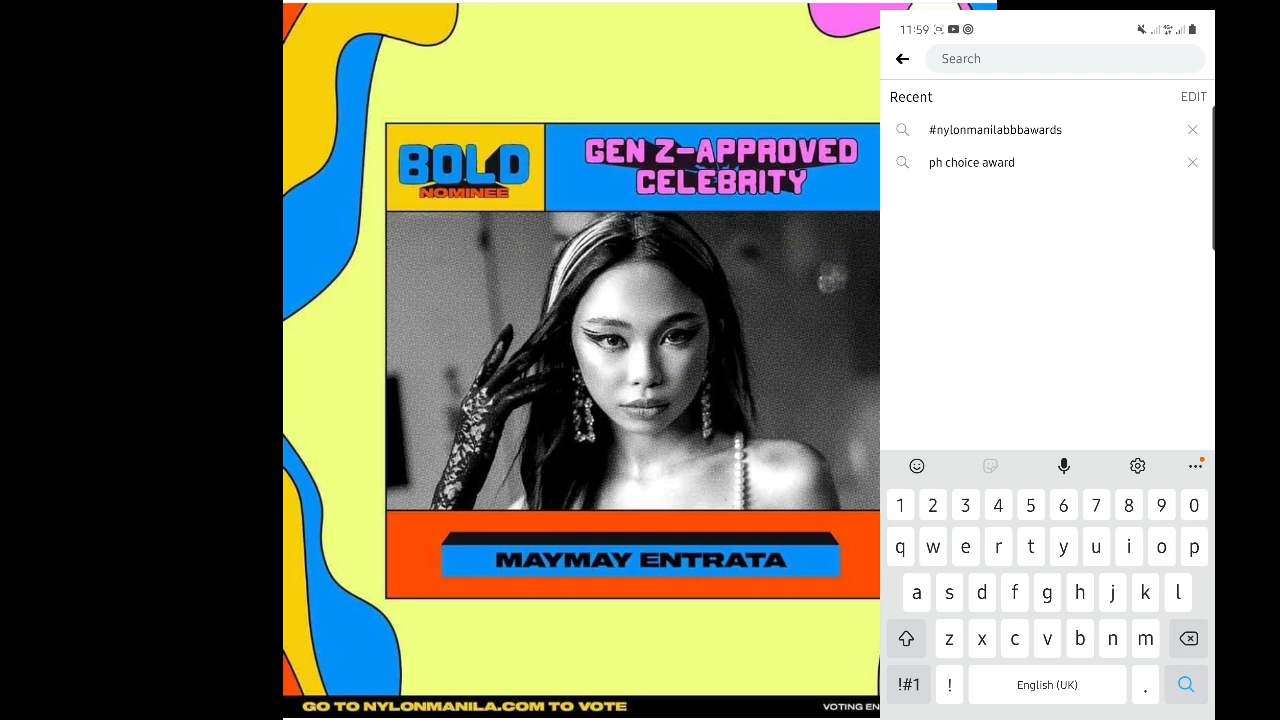 BOLD
NOMINEE
GEN Z-APPROVED
CELEBRITY
MAYMAY ENTRATA
GO TO NYLONMANILA.COM TO VOTE
VOTING EN
11:59
Search
Recent
EDIT
#nylonmanilabbbawards
ph choice award
1 2 3 4 5 6 7 8 9 0
q w e r t y u i o p
a s d f g h j k l
z x c v b n m
!#1 ! English (UK) .